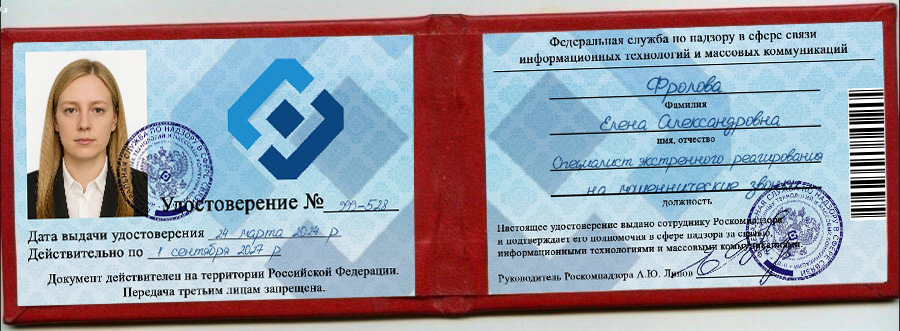 Удостоверение № 999-528
Дата выдачи удостоверения 24 марта 2024 г
Действительно по 1 сентября 2027 г
Документ действителен на территории Российской Федерации.
Передача третьим лицам запрещена.
Федеральная служба по надзору в сфере связи
информационных технологий и массовых коммуникаций
Фролова
Фамилия
Елена Александровна
имя, отчество
Специалист экстренного реагирования
на мошеннические звонки
должность
Настоящее удостоверение выдано сотруднику Роскомнадзора
и подтверждает его полномочия в сфере надзора за связью
информационными технологиями и массовыми коммуникациями.
Руководитель Роскомнадзора А.Ю. Липов